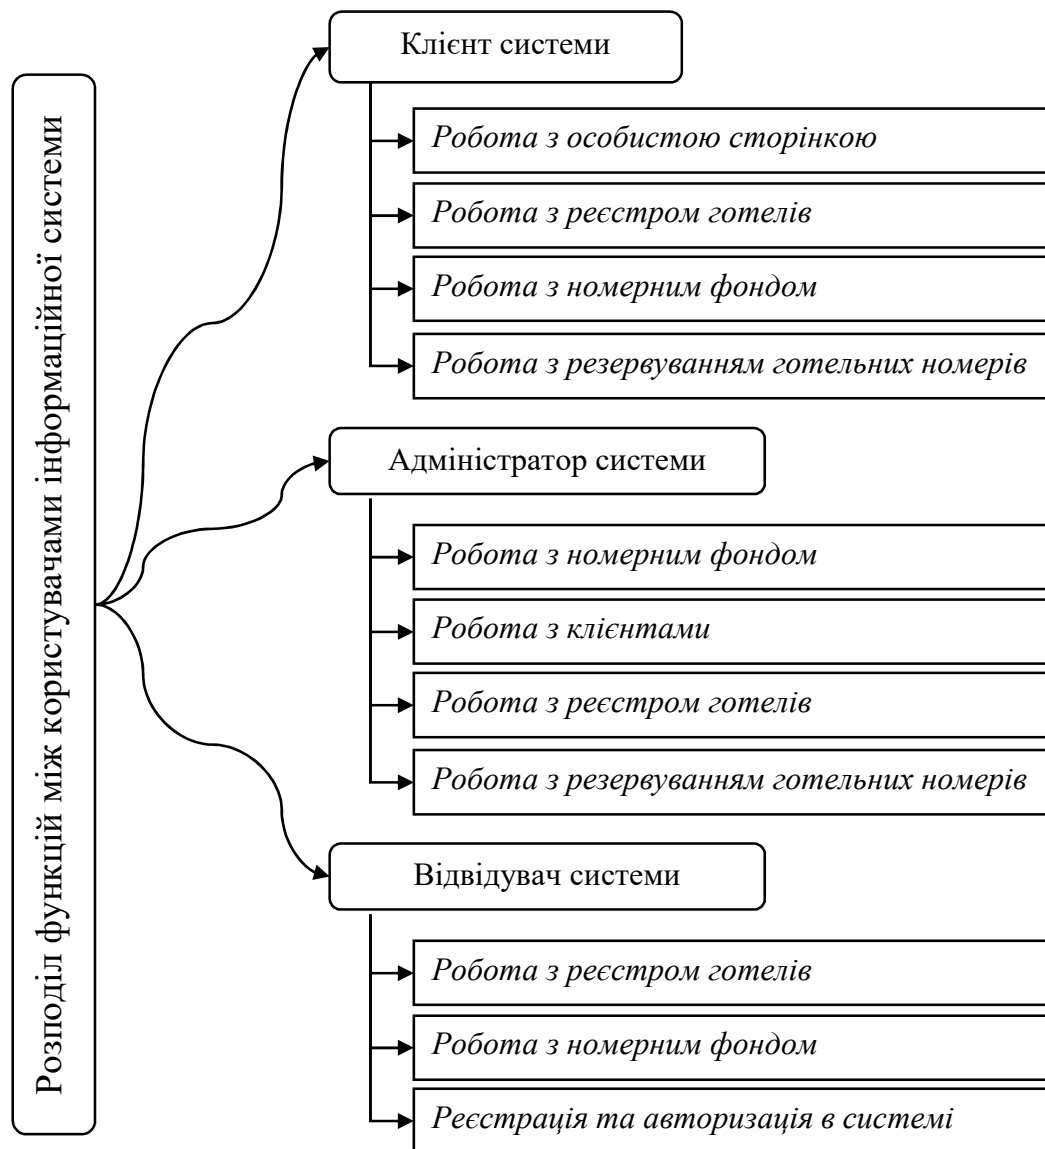 Розподіл функцій між користувачами інформаційної системи
Клієнт системи
Робота з особистою сторінкою
Робота з реєстром готелів
Робота з номерним фондом
Робота з резервуванням готельних номерів
Адміністратор системи
Робота з номерним фондом
Робота з клієнтами
Робота з реєстром готелів
Робота з резервуванням готельних номерів
Відвідувач системи
Робота з реєстром готелів
Робота з номерним фондом
Реєстрація та авторизація в системі